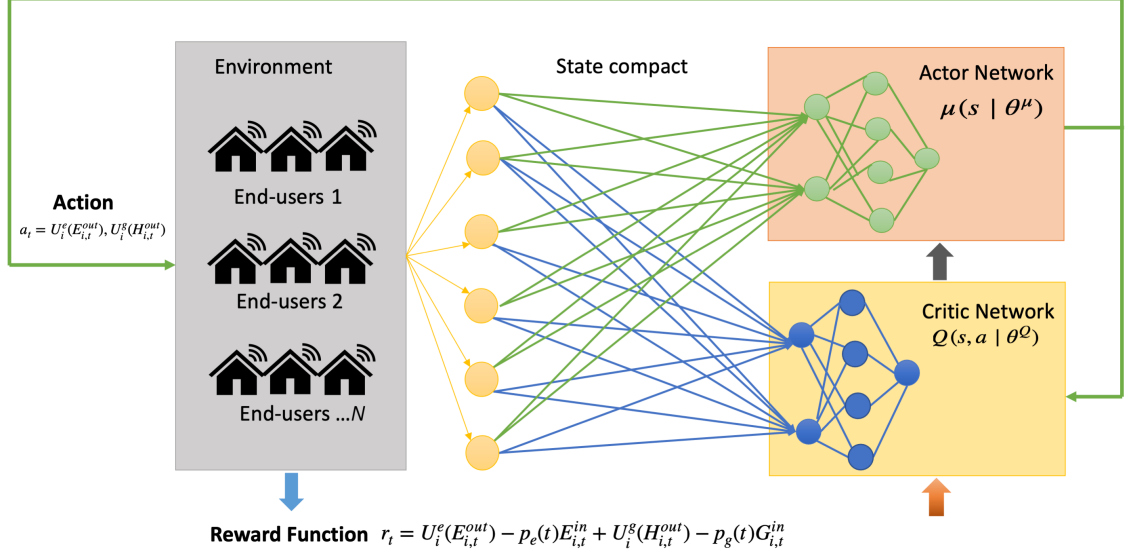 Environment
State compact
Actor Network
μ(s | θ^μ)
End-users 1
Action
a_t = U_i^e(E_{i,t}^{out}), U_i^g(H_{i,t}^{out})
End-users 2
Critic Network
Q(s, a | θ^Q)
End-users ...N
Reward Function r_t = U_i^e(E_{i,t}^{out}) − p_e(t)E_{i,t}^{in} + U_i^g(H_{i,t}^{out}) − p_g(t)G_{i,t}^{in}